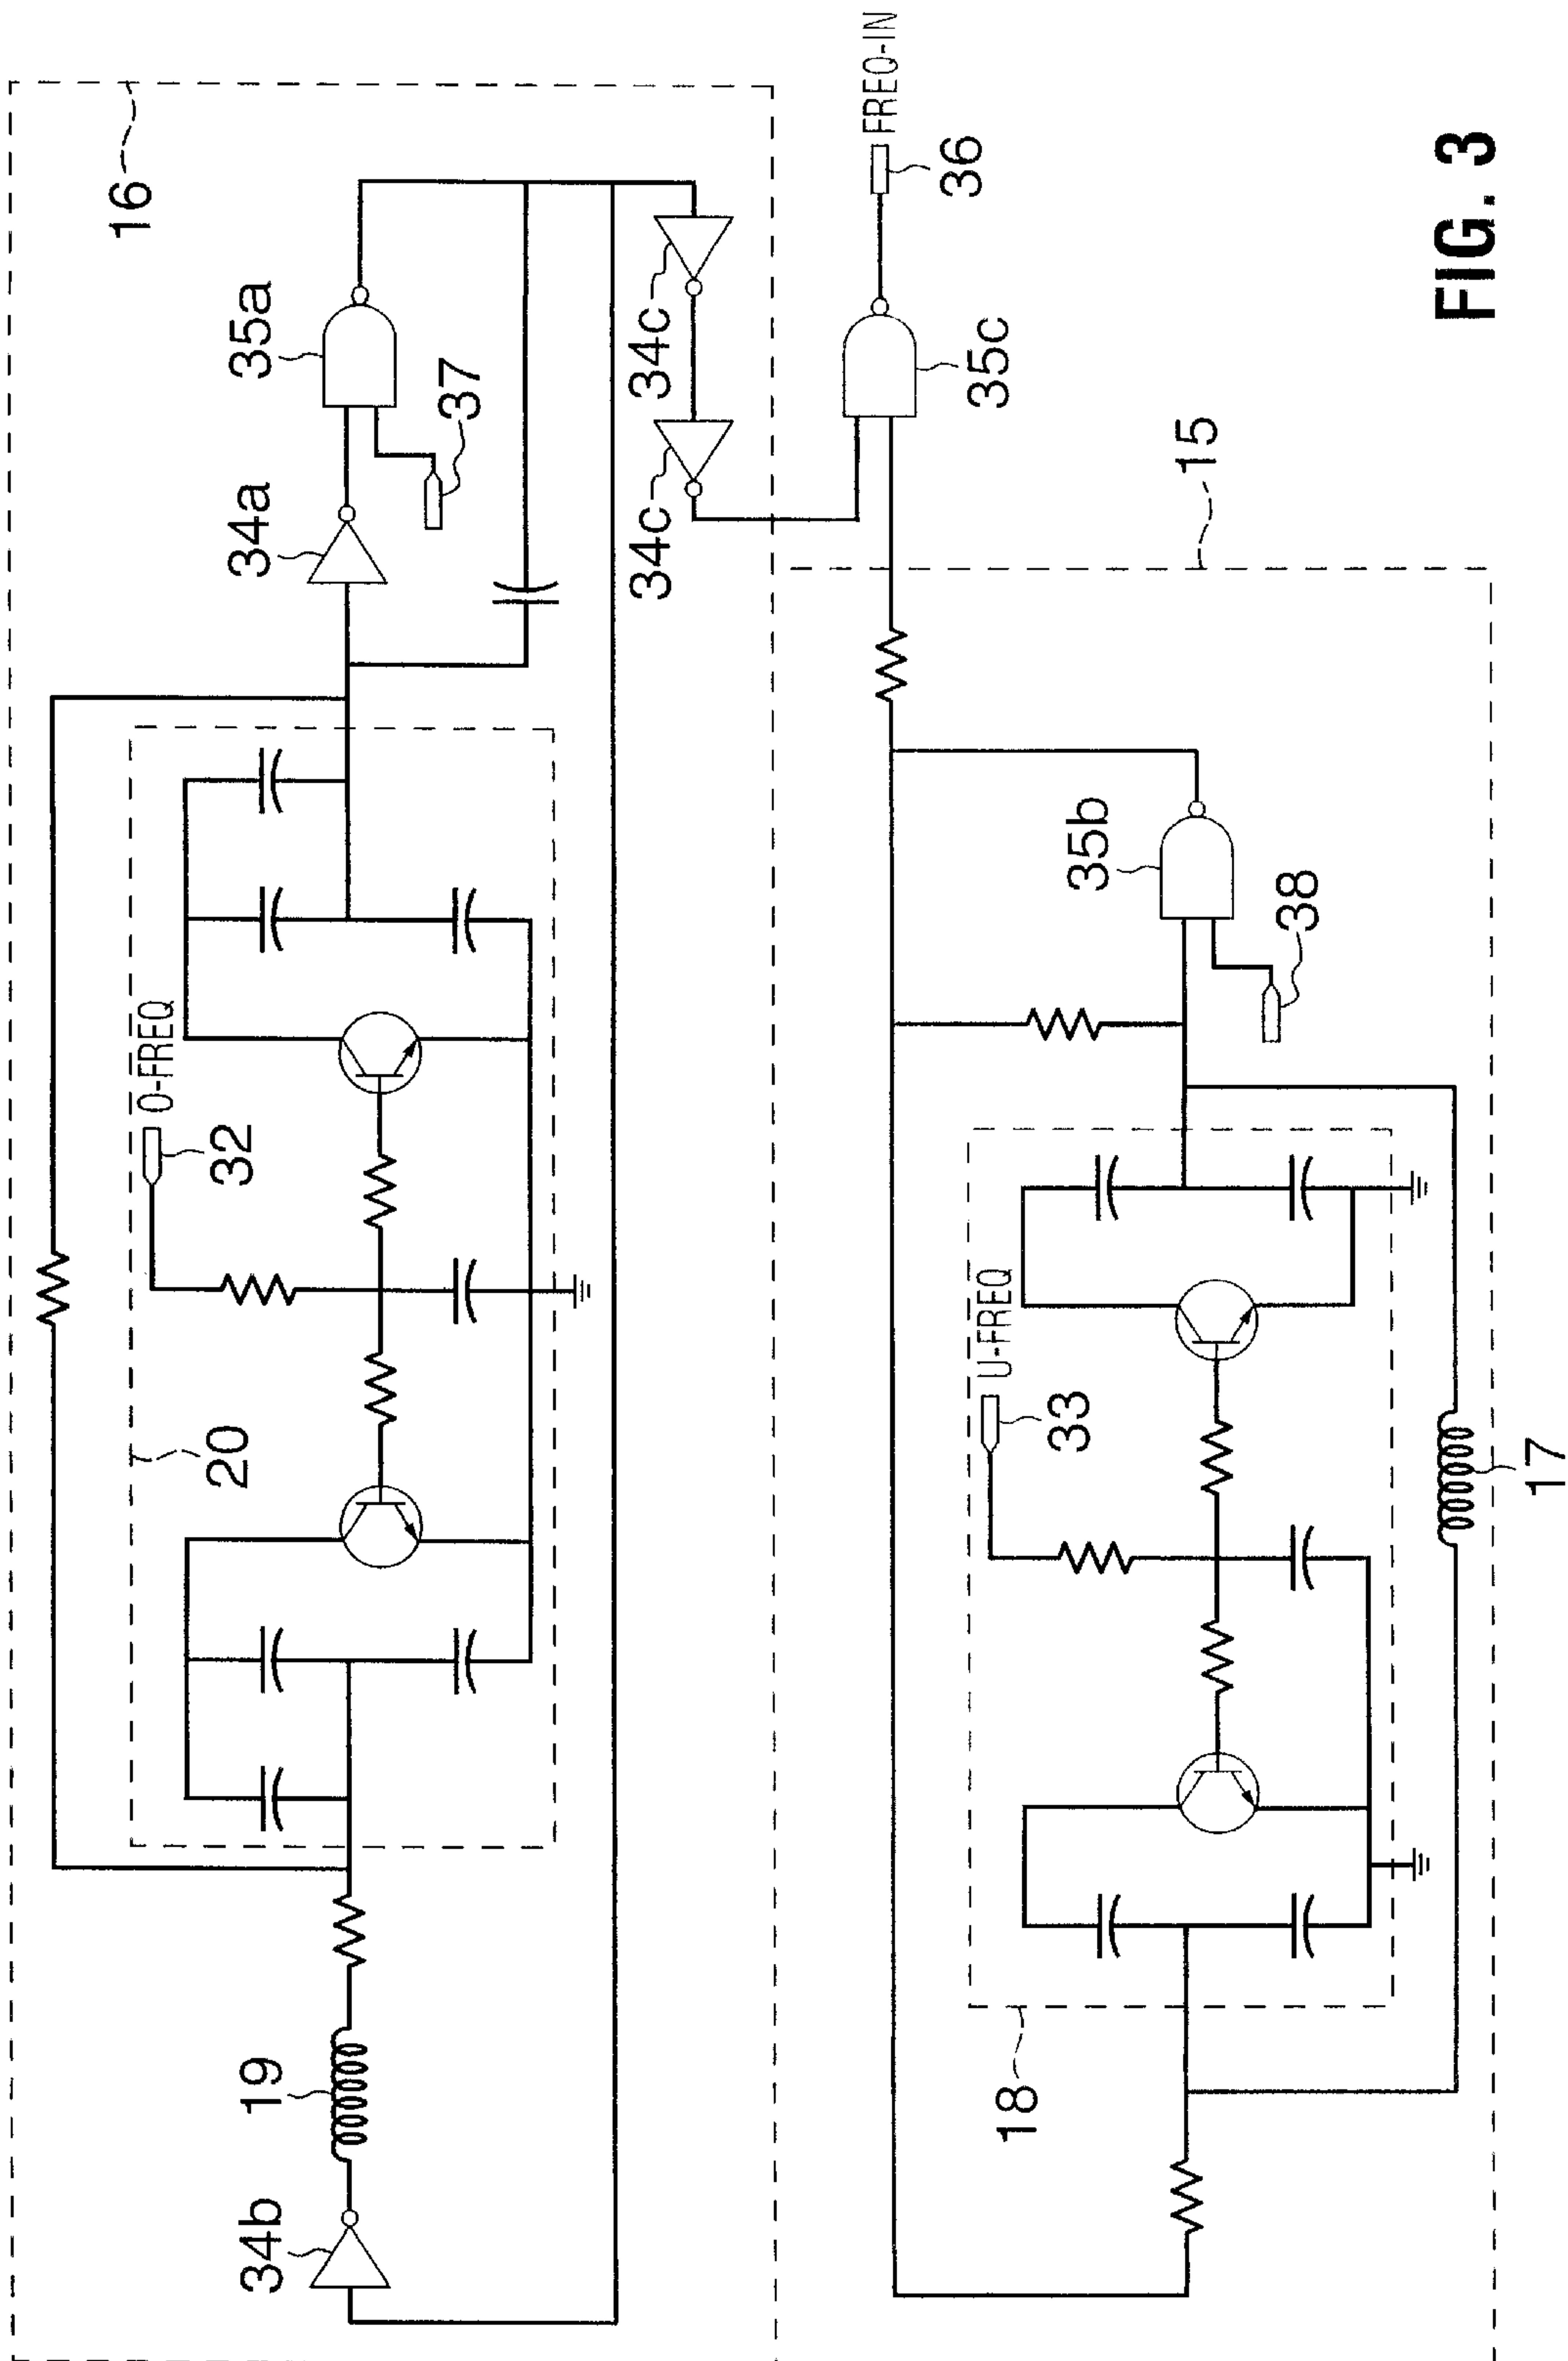 16
35a
37
34a
34c
34c
O-FREQ
32
20
19
34b
FREQ-IN
36
35c
15
35b
38
U-FREQ
33
18
17
FIG. 3